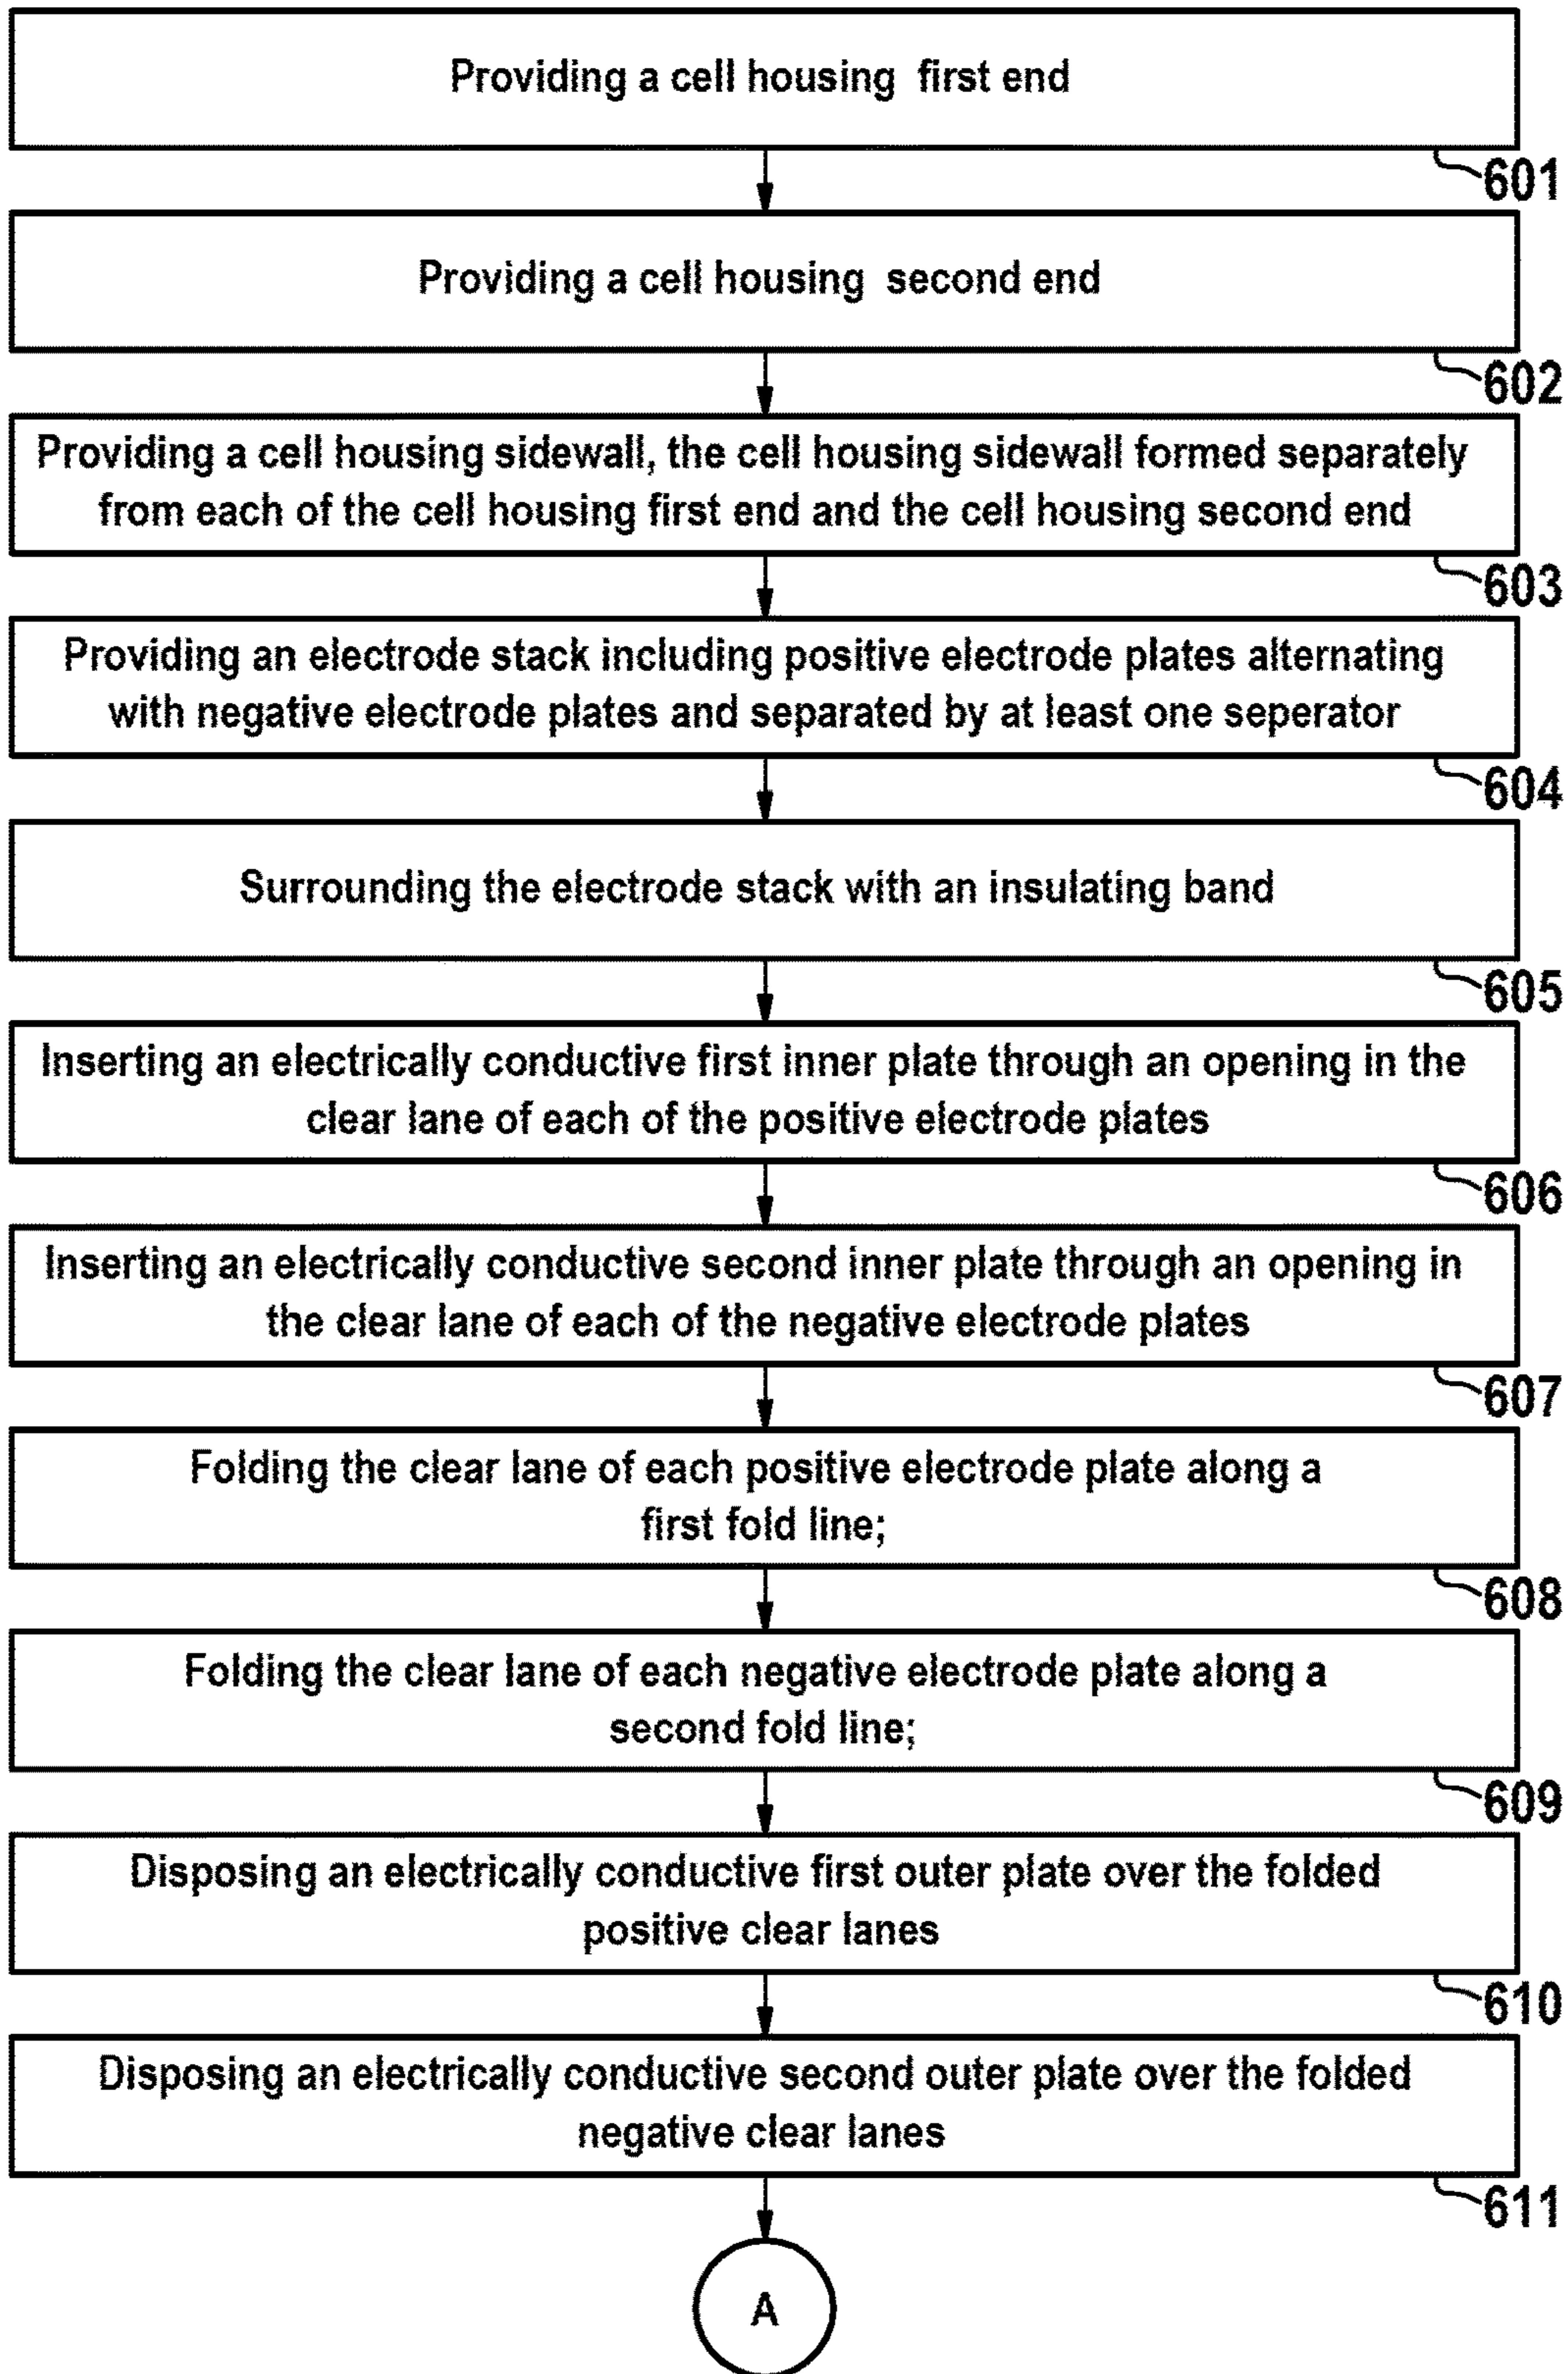 Providing a cell housing first end
601
Providing a cell housing second end
602
Providing a cell housing sidewall, the cell housing sidewall formed separately
from each of the cell housing first end and the cell housing second end
603
Providing an electrode stack including positive electrode plates alternating
with negative electrode plates and separated by at least one seperator
604
Surrounding the electrode stack with an insulating band
605
Inserting an electrically conductive first inner plate through an opening in the
clear lane of each of the positive electrode plates
606
Inserting an electrically conductive second inner plate through an opening in
the clear lane of each of the negative electrode plates
607
Folding the clear lane of each positive electrode plate along a
first fold line;
608
Folding the clear lane of each negative electrode plate along a
second fold line;
609
Disposing an electrically conductive first outer plate over the folded
positive clear lanes
610
Disposing an electrically conductive second outer plate over the folded
negative clear lanes
611
A